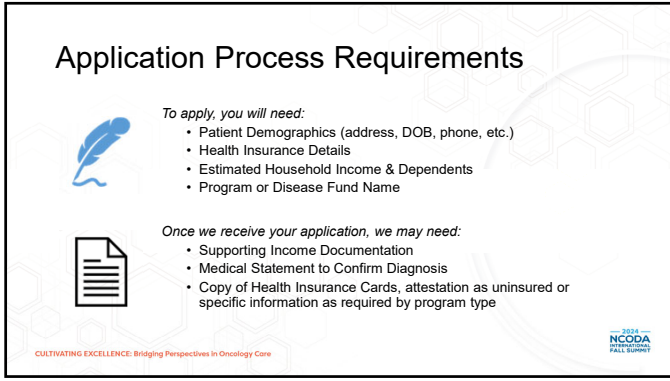 Application Process Requirements
To apply, you will need:
• Patient Demographics (address, DOB, phone, etc.)
• Health Insurance Details
• Estimated Household Income & Dependents
• Program or Disease Fund Name
Once we receive your application, we may need:
• Supporting Income Documentation
• Medical Statement to Confirm Diagnosis
• Copy of Health Insurance Cards, attestation as uninsured or
specific information as required by program type
CULTIVATING EXCELLENCE: Bridging Perspectives in Oncology Care
2024
NCODA
INTERNATIONAL
FALL SUMMIT